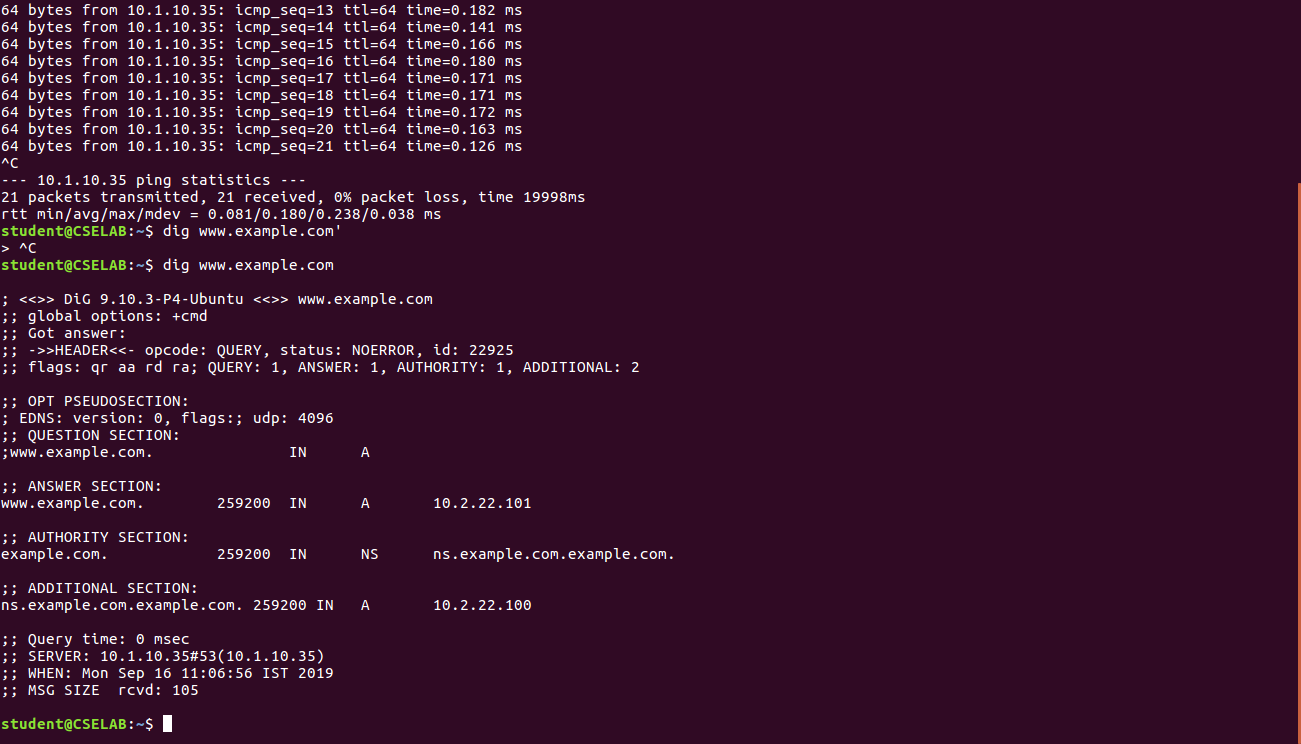 64 bytes from 10.1.10.35: icmp_seq=13 ttl=64 time=0.182 ms
64 bytes from 10.1.10.35: icmp_seq=14 ttl=64 time=0.141 ms
64 bytes from 10.1.10.35: icmp_seq=15 ttl=64 time=0.166 ms
64 bytes from 10.1.10.35: icmp_seq=16 ttl=64 time=0.180 ms
64 bytes from 10.1.10.35: icmp_seq=17 ttl=64 time=0.171 ms
64 bytes from 10.1.10.35: icmp_seq=18 ttl=64 time=0.171 ms
64 bytes from 10.1.10.35: icmp_seq=19 ttl=64 time=0.172 ms
64 bytes from 10.1.10.35: icmp_seq=20 ttl=64 time=0.163 ms
64 bytes from 10.1.10.35: icmp_seq=21 ttl=64 time=0.126 ms
^C
--- 10.1.10.35 ping statistics ---
21 packets transmitted, 21 received, 0% packet loss, time 19998ms
rtt min/avg/max/mdev = 0.081/0.180/0.238/0.038 ms
student@CSELAB:~$ dig www.example.com'
> ^C
student@CSELAB:~$ dig www.example.com

; <<>> DiG 9.10.3-P4-Ubuntu <<>> www.example.com
;; global options: +cmd
;; Got answer:
;; ->>HEADER<<- opcode: QUERY, status: NOERROR, id: 22925
;; flags: qr aa rd ra; QUERY: 1, ANSWER: 1, AUTHORITY: 1, ADDITIONAL: 2

;; OPT PSEUDOSECTION:
; EDNS: version: 0, flags:; udp: 4096
;; QUESTION SECTION:
;www.example.com.               IN      A

;; ANSWER SECTION:
www.example.com.        259200  IN      A       10.2.22.101

;; AUTHORITY SECTION:
example.com.            259200  IN      NS      ns.example.com.example.com.

;; ADDITIONAL SECTION:
ns.example.com.example.com. 259200 IN   A       10.2.22.100

;; Query time: 0 msec
;; SERVER: 10.1.10.35#53(10.1.10.35)
;; WHEN: Mon Sep 16 11:06:56 IST 2019
;; MSG SIZE  rcvd: 105

student@CSELAB:~$